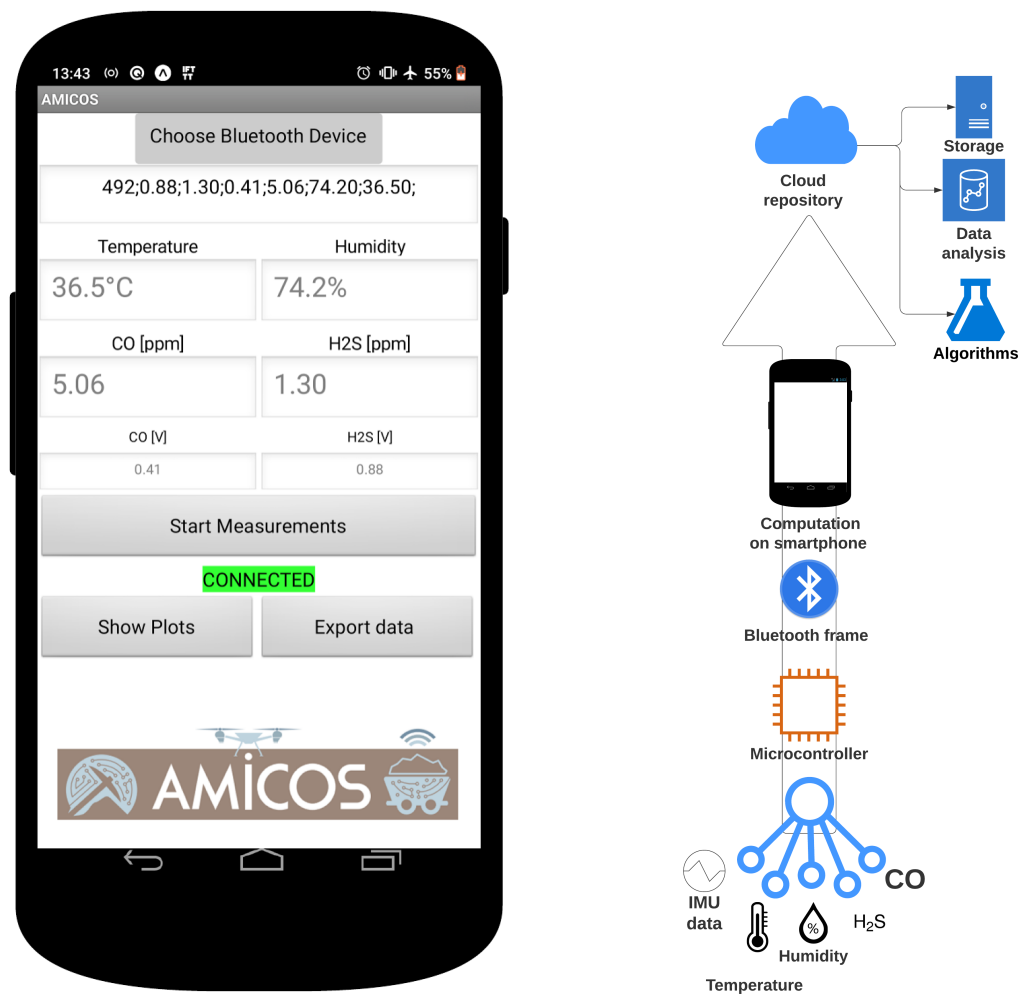 13:43
IFT
TT
55%
AMICOS
Choose Bluetooth Device
492;0.88;1.30;0.41;5.06;74.20;36.50;
Temperature Humidity
36.5°C 74.2%
CO [ppm] H2S [ppm]
5.06 1.30
CO [V] H2S [V]
0.41 0.88
Start Measurements
CONNECTED
Show Plots Export data
AMiCOS
Cloud
repository
Storage
Data
analysis
Algorithms
Computation
on smartphone
Bluetooth frame
Microcontroller
CO
IMU
data
%
H₂S
Humidity
Temperature